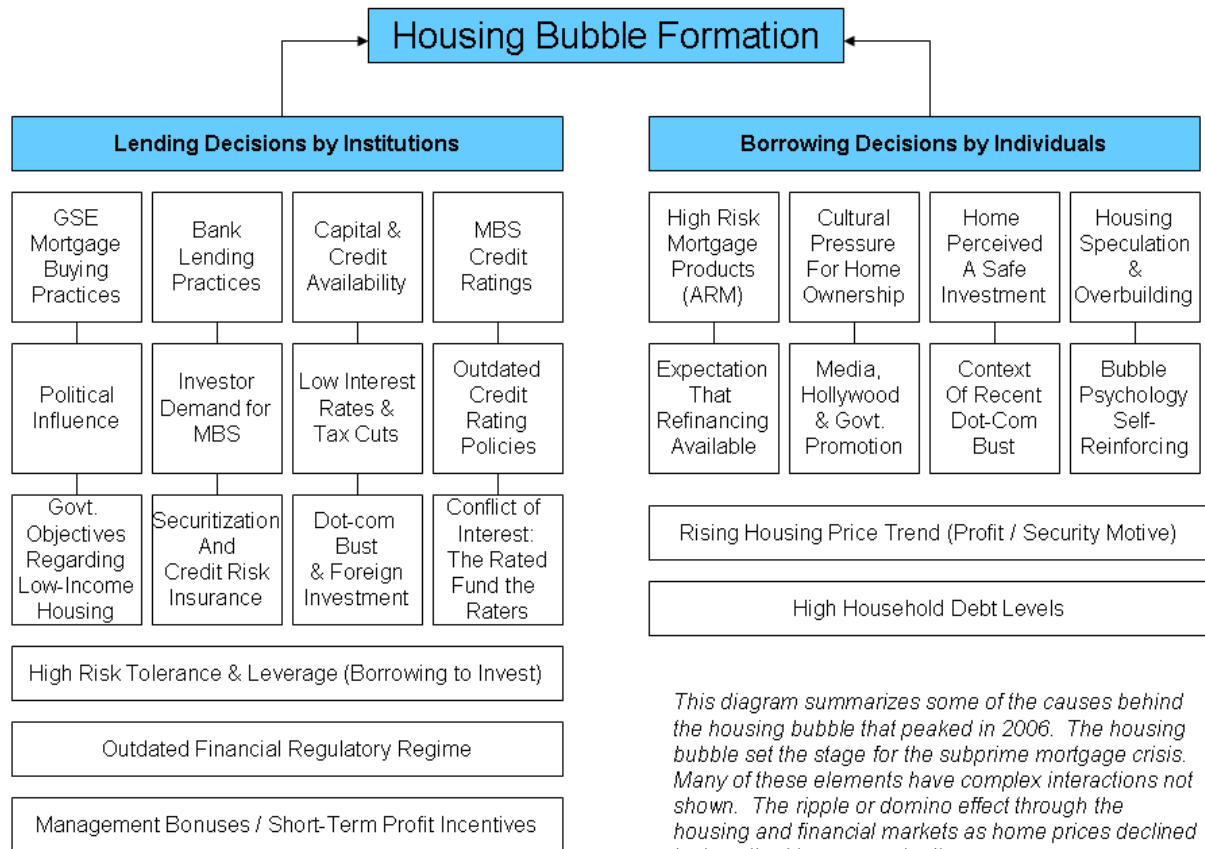 Housing Bubble Formation
Lending Decisions by Institutions
GSE
Mortgage
Buying
Practices
Bank
Lending
Practices
Capital &
Credit
Availability
MBS
Credit
Ratings
Political
Influence
Investor
Demand for
MBS
Low Interest
Rates &
Tax Cuts
Outdated
Credit
Rating
Policies
Govt.
Objectives
Regarding
Low-Income
Housing
Securitization
And
Credit Risk
Insurance
Dot-com
Bust
& Foreign
Investment
Conflict of
Interest:
The Rated
Fund the
Raters
High Risk Tolerance & Leverage (Borrowing to Invest)
Outdated Financial Regulatory Regime
Management Bonuses / Short-Term Profit Incentives
Borrowing Decisions by Individuals
High Risk
Mortgage
Products
(ARM)
Cultural
Pressure
For Home
Ownership
Home
Perceived
A Safe
Investment
Housing
Speculation
&
Overbuilding
Expectation
That
Refinancing
Available
Media,
Hollywood
& Govt.
Promotion
Context
Of Recent
Dot-Com
Bust
Bubble
Psychology
Self-
Reinforcing
Rising Housing Price Trend (Profit / Security Motive)
High Household Debt Levels
This diagram summarizes some of the causes behind
the housing bubble that peaked in 2006. The housing
bubble set the stage for the subprime mortgage crisis.
Many of these elements have complex interactions not
shown. The ripple or domino effect through the
housing and financial markets as home prices declined